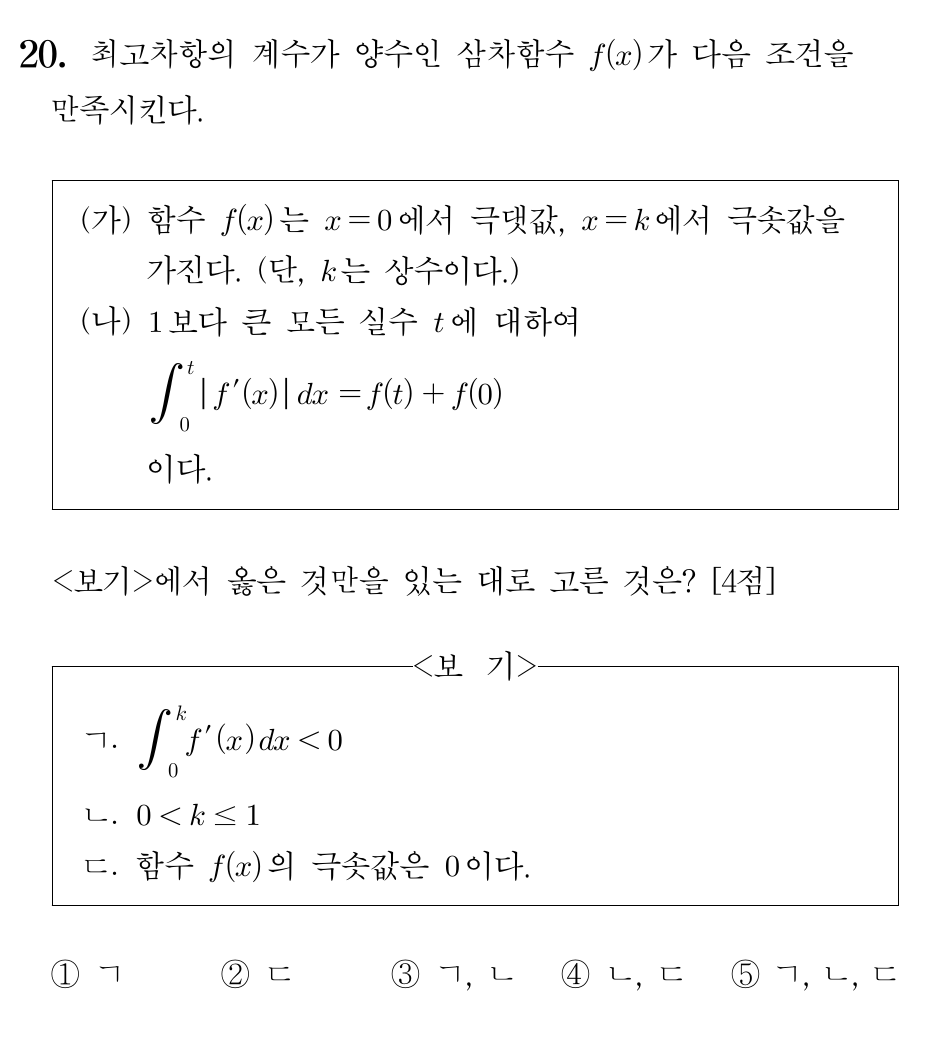 20. 최고차항의 계수가 양수인 삼차함수 f(x)가 다음 조건을
만족시킨다.
(가) 함수 f(x)는 x=0에서 극댓값, x=k에서 극솟값을
가진다. (단, k는 상수이다.)
(나) 1보다 큰 모든 실수 t에 대하여
∫₀ᵗ|f′(x)|dx=f(t)+f(0)
이다.
<보기>에서 옳은 것만을 있는 대로 고른 것은? [4점]
<보 기>
ㄱ. ∫₀ᵏf′(x)dx<0
ㄴ. 0<k≤1
ㄷ. 함수 f(x)의 극솟값은 0이다.
① ㄱ ② ㄷ ③ ㄱ, ㄴ ④ ㄴ, ㄷ ⑤ ㄱ, ㄴ, ㄷ